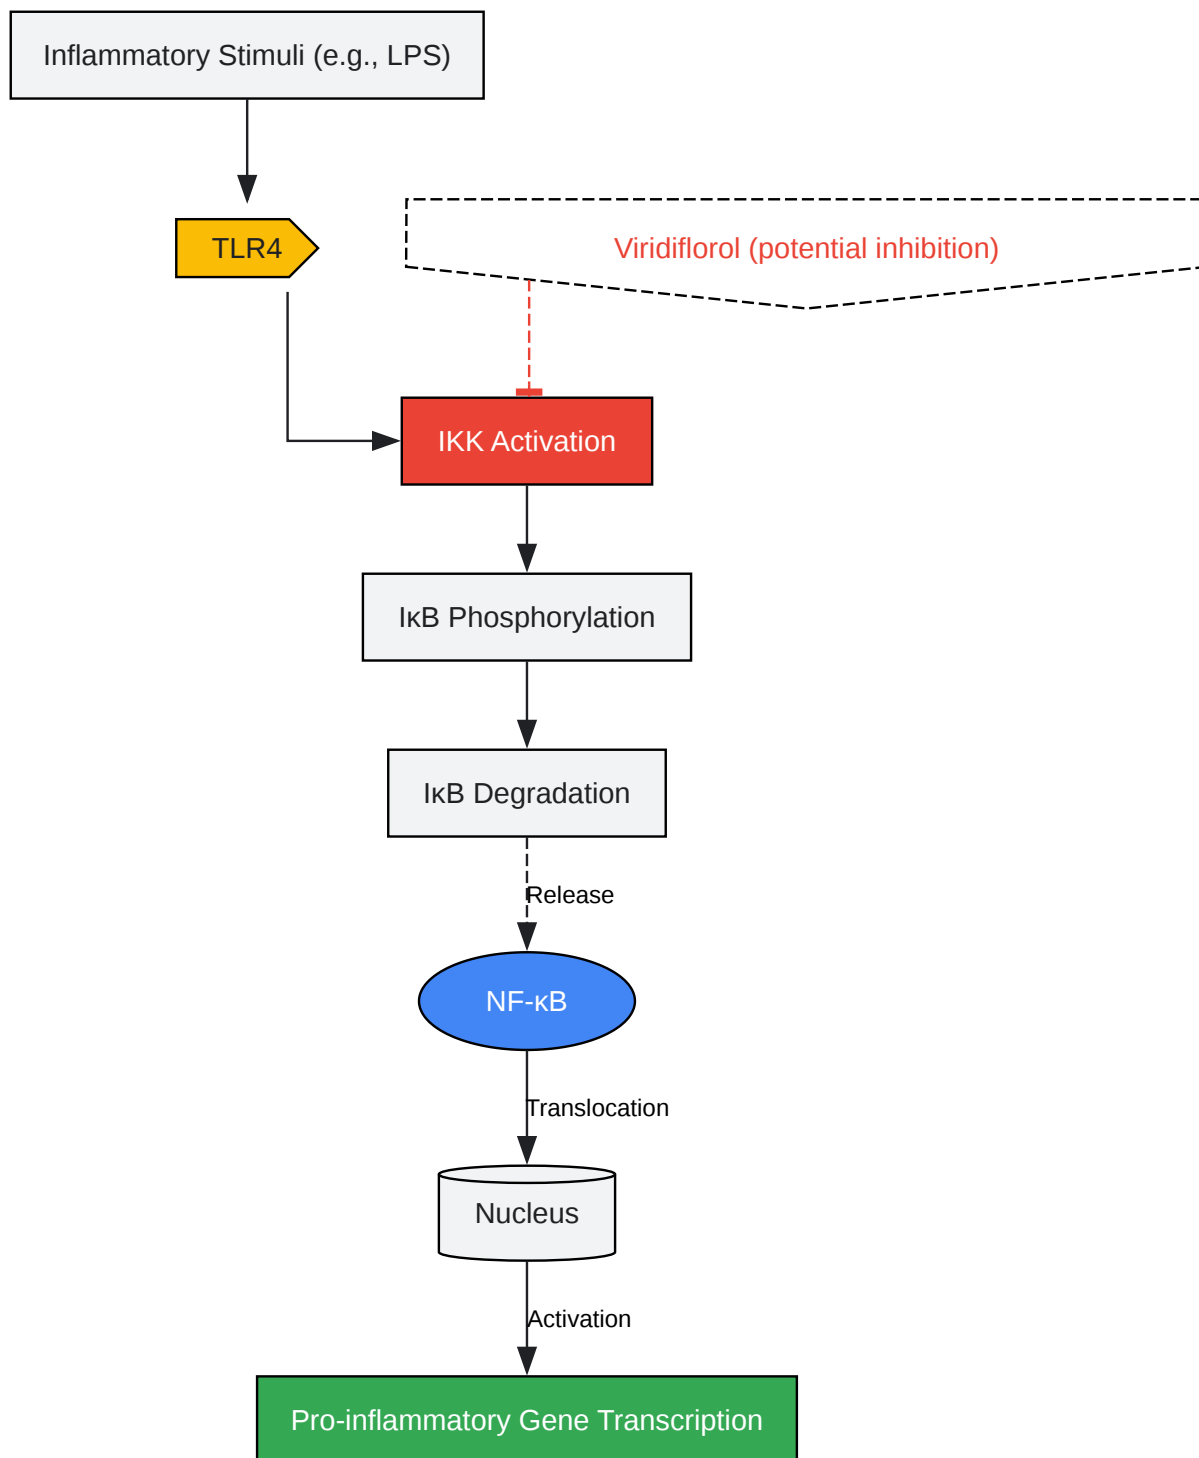 Inflammatory Stimuli (e.g., LPS)
TLR4
Viridiflorol (potential inhibition)
IKK Activation
IκB Phosphorylation
IκB Degradation
Release
NF-κB
Translocation
Nucleus
Activation
Pro-inflammatory Gene Transcription